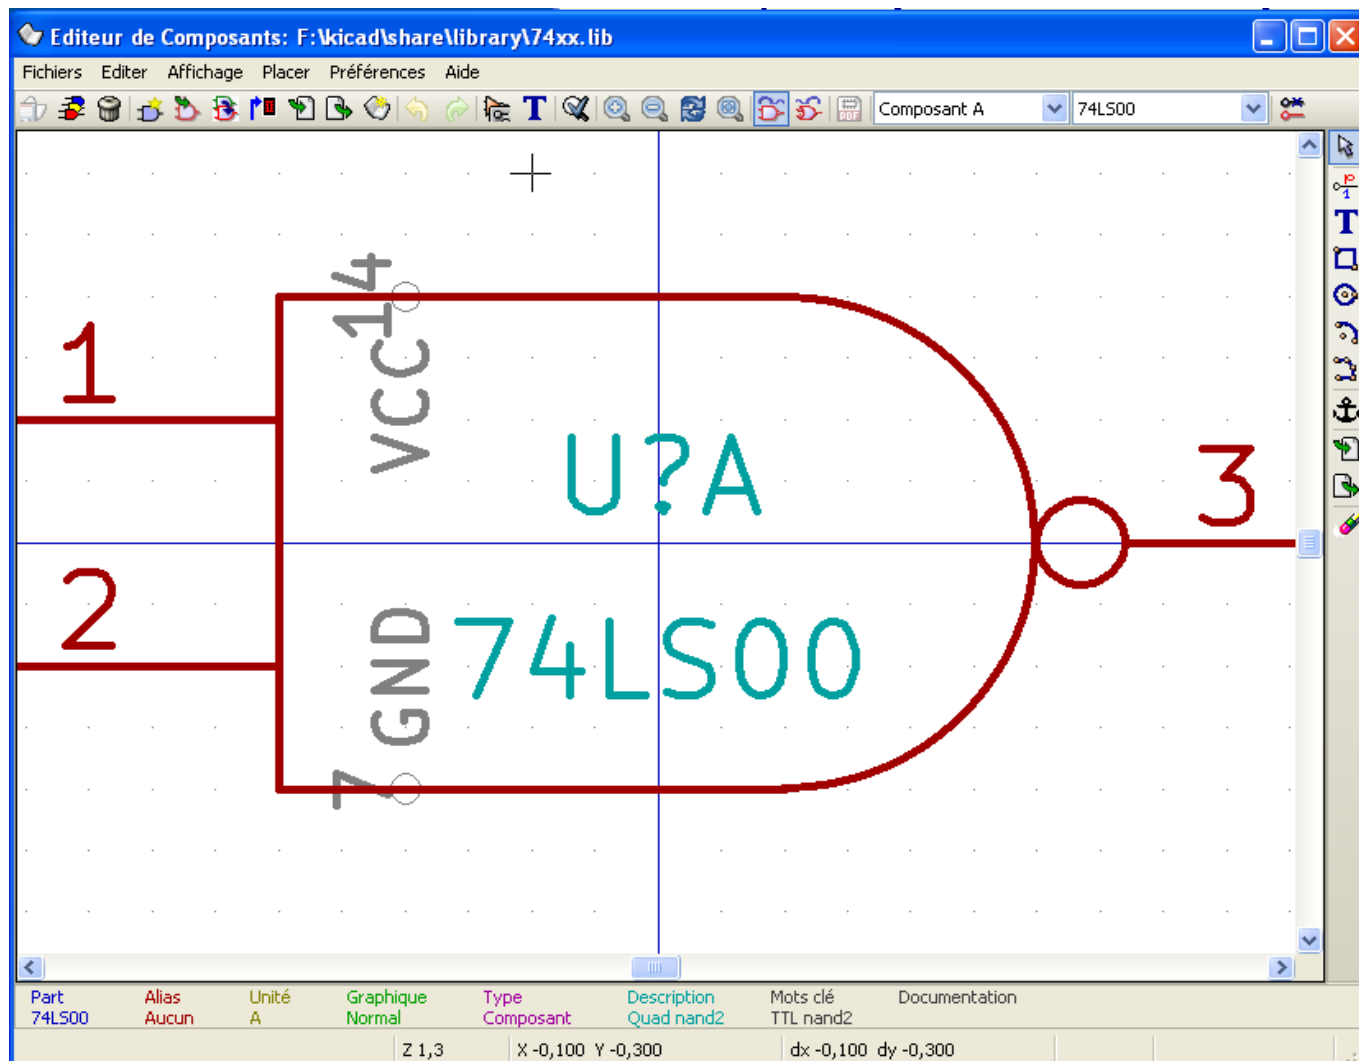 Editeur de Composants: F:\kicad\share\library\74xx.lib
Fichiers Editer Affichage Placer Préférences Aide
T PDF Composant A 74LS00
14
VCC
1
U?A
3
2
GND
74LS00
7
T
Part Alias Unité Graphique Type Description Mots clé Documentation
74LS00 Aucun A Normal Composant Quad nand2 TTL nand2
Z 1,3 X -0,100 Y -0,300 dx -0,100 dy -0,300